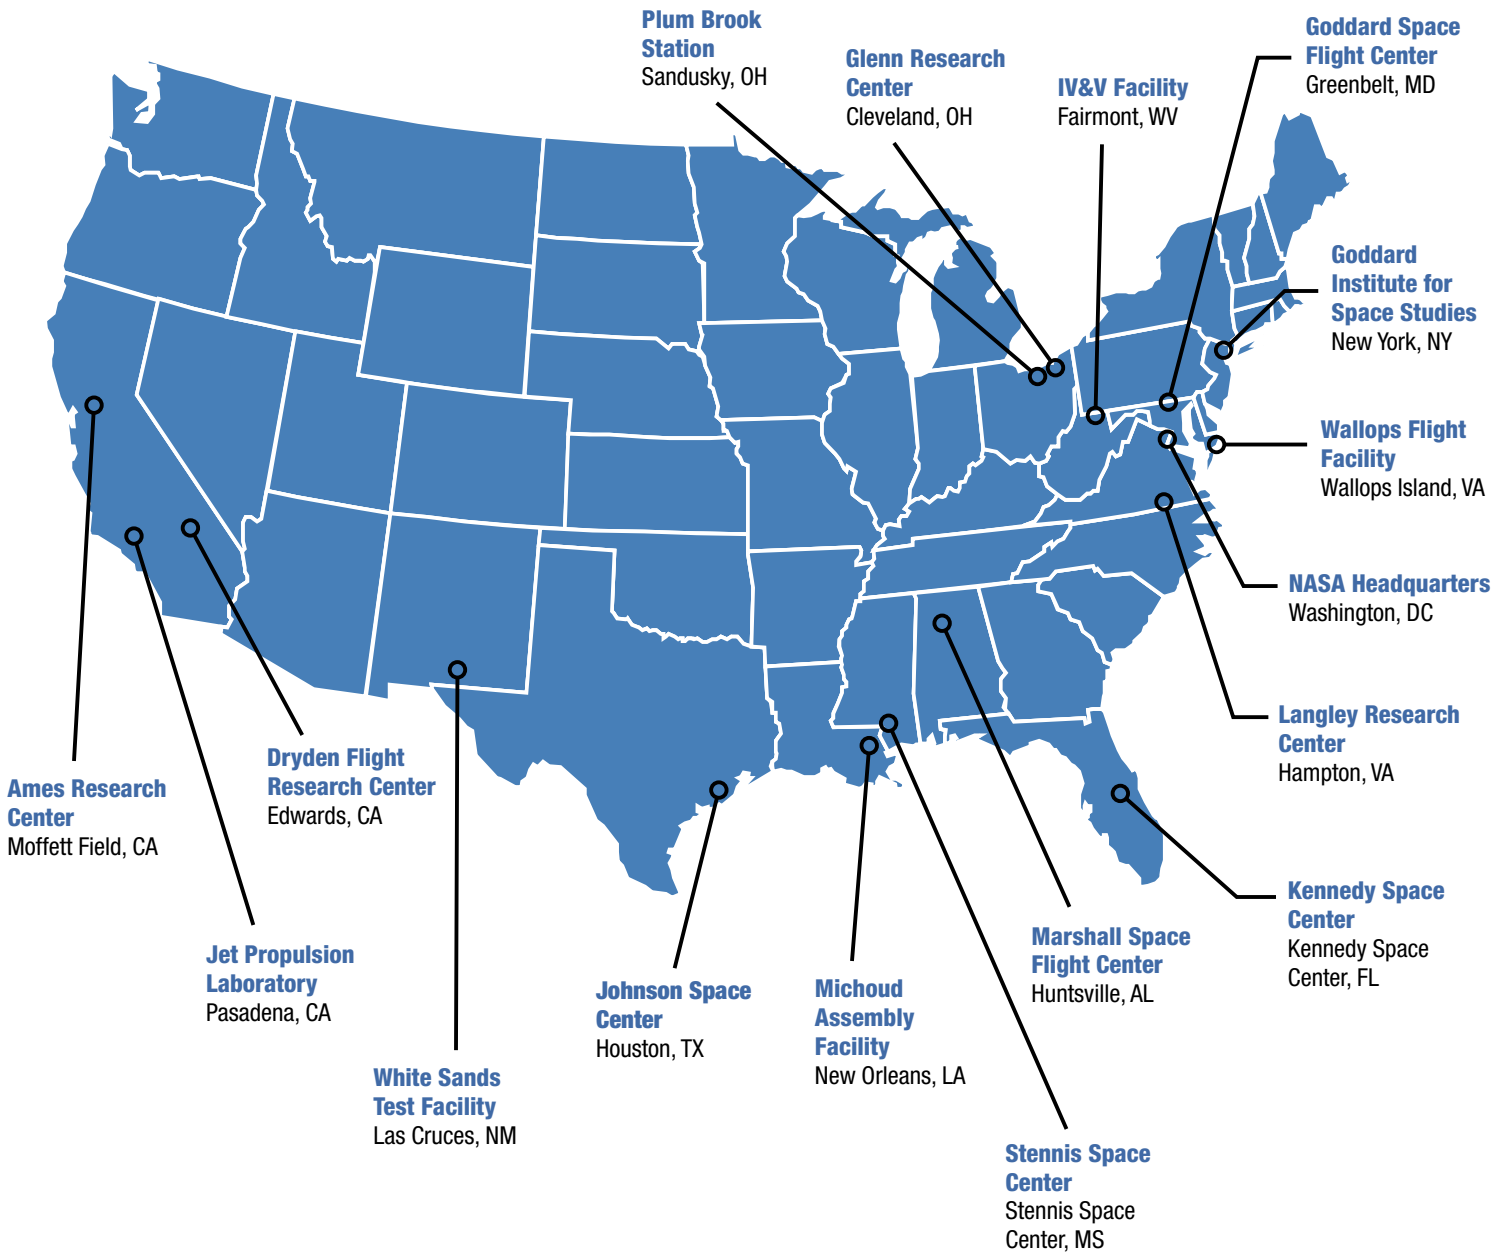 Plum Brook
Station
Sandusky, OH
Glenn Research
Center
Cleveland, OH
IV&V Facility
Fairmont, WV
Goddard Space
Flight Center
Greenbelt, MD
Goddard
Institute for
Space Studies
New York, NY
Wallops Flight
Facility
Wallops Island, VA
NASA Headquarters
Washington, DC
Langley Research
Center
Hampton, VA
Kennedy Space
Center
Kennedy Space
Center, FL
Marshall Space
Flight Center
Huntsville, AL
Stennis Space
Center
Stennis Space
Center, MS
Michoud
Assembly
Facility
New Orleans, LA
Johnson Space
Center
Houston, TX
White Sands
Test Facility
Las Cruces, NM
Jet Propulsion
Laboratory
Pasadena, CA
Dryden Flight
Research Center
Edwards, CA
Ames Research
Center
Moffett Field, CA